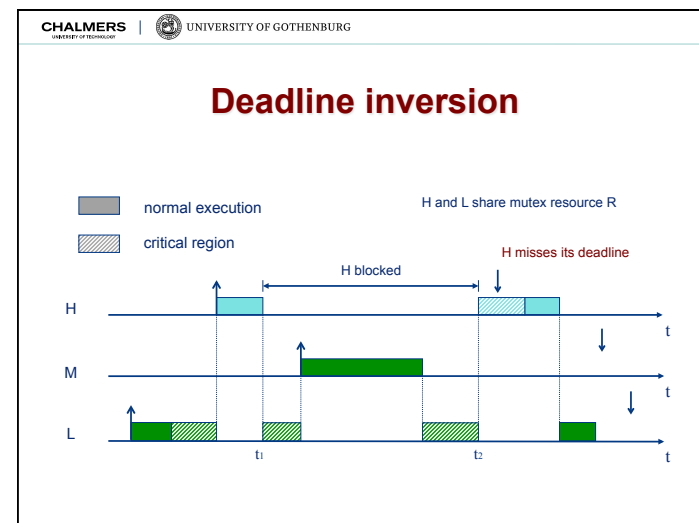 CHALMERS
UNIVERSITY OF TECHNOLOGY
UNIVERSITY OF GOTHENBURG
Deadline inversion
normal execution
H and L share mutex resource R
critical region
H misses its deadline
H blocked
H
t
M
t
L
t1
t2
t